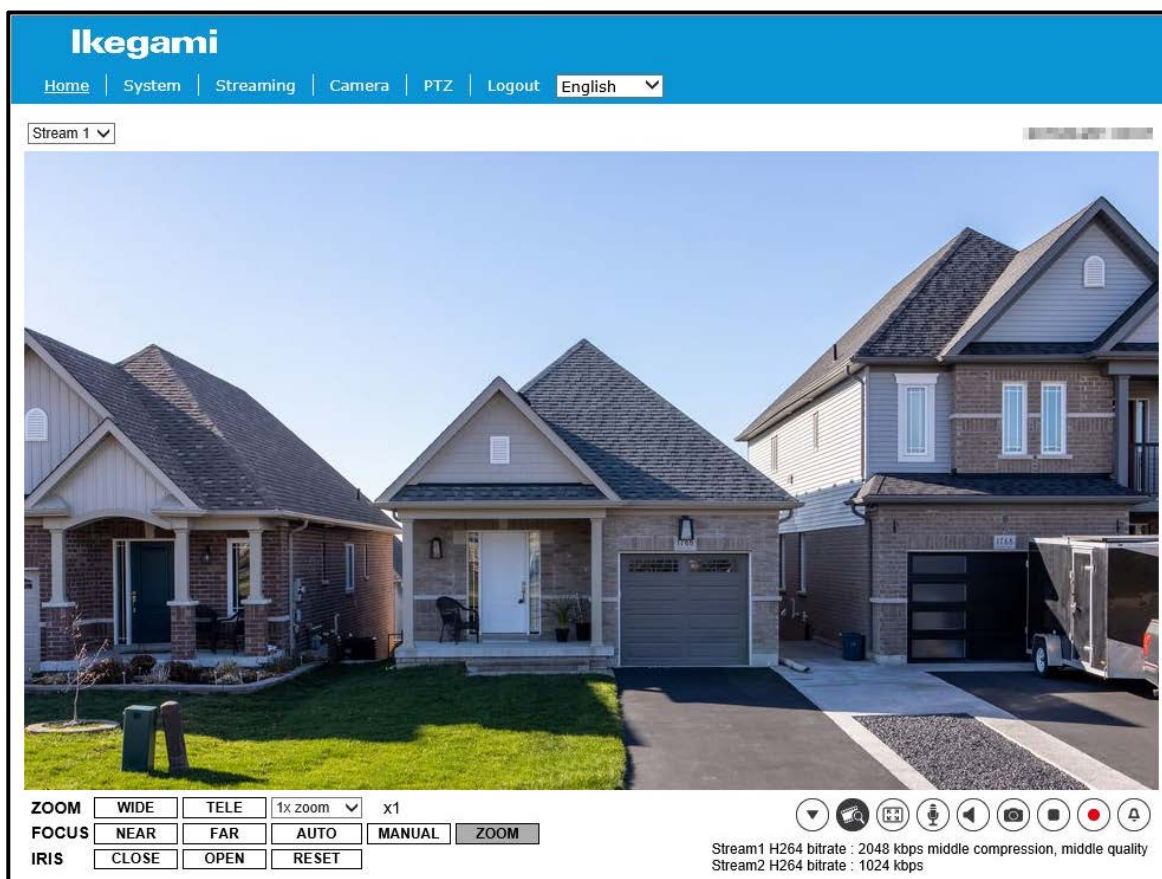 Ikegami
Home System Streaming Camera PTZ Logout English
Stream 1
1768
ZOOM WIDE TELE 1x zoom x1
FOCUS NEAR FAR AUTO MANUAL ZOOM
IRIS CLOSE OPEN RESET
Stream1 H264 bitrate : 2048 kbps middle compression, middle quality
Stream2 H264 bitrate : 1024 kbps